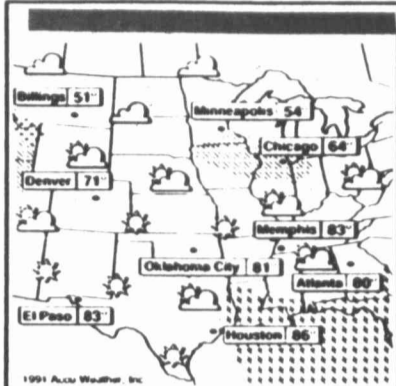 Billings 51°
Minneapolis 54°
Chicago 64°
Denver 71°
Memphis 83°
Oklahoma City 81
Atlanta 80°
El Paso 83°
Houston 86°
1991 Accu Weather, Inc